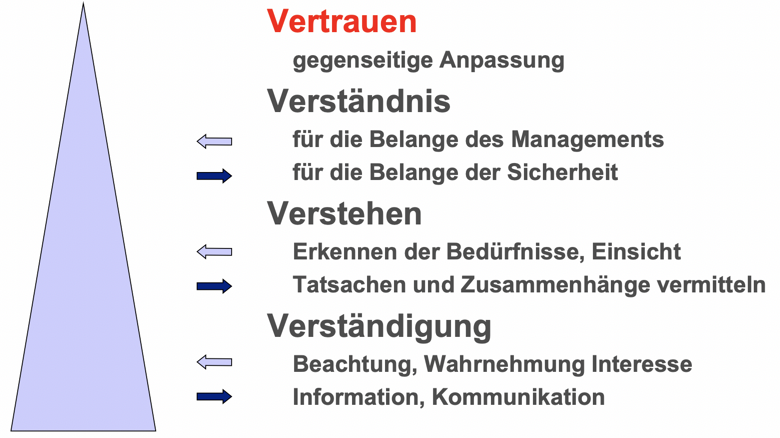 Vertrauen
gegenseitige Anpassung
Verständnis
für die Belange des Managements
für die Belange der Sicherheit
Verstehen
Erkennen der Bedürfnisse, Einsicht
Tatsachen und Zusammenhänge vermitteln
Verständigung
Beachtung, Wahrnehmung Interesse
Information, Kommunikation